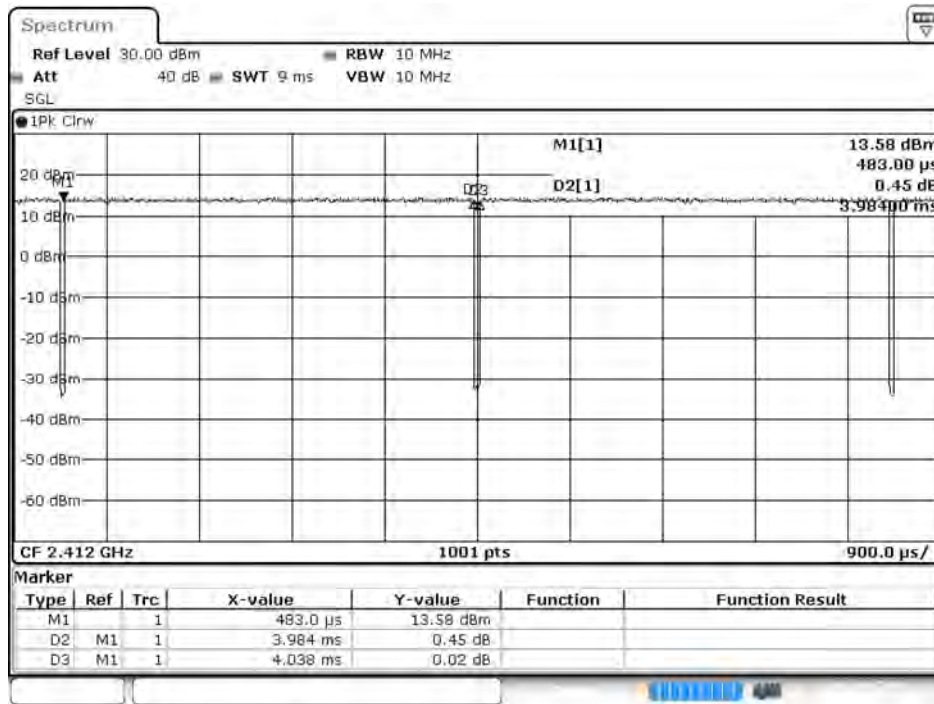 Spectrum
Ref Level 30.00 dBm RBW 10 MHz
Att 40 dB SWT 9 ms VBW 10 MHz
SGL
1Pk Clrw
M1[1] 13.58 dBm
483.00 µs
20 dBm
M1
D2[1] 0.45 dB
3.98400 ms
10 dBm
0 dBm
-10 dBm
-20 dBm
-30 dBm
-40 dBm
-50 dBm
-60 dBm
CF 2.412 GHz 1001 pts 900.0 µs/
Marker
Type Ref Trc X-value Y-value Function Function Result
M1 1 483.0 µs 13.58 dBm
D2 M1 1 3.984 ms 0.45 dB
D3 M1 1 4.038 ms 0.02 dB